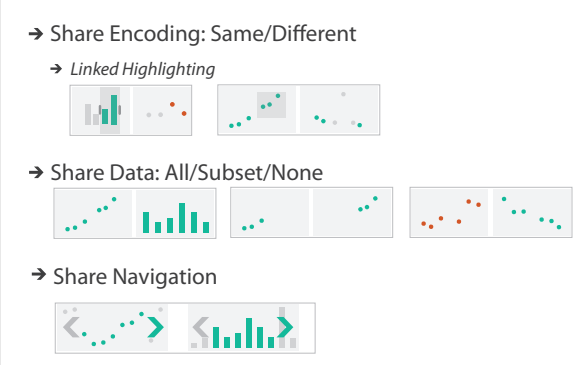 → Share Encoding: Same/Different
→ Linked Highlighting
→ Share Data: All/Subset/None
→ Share Navigation